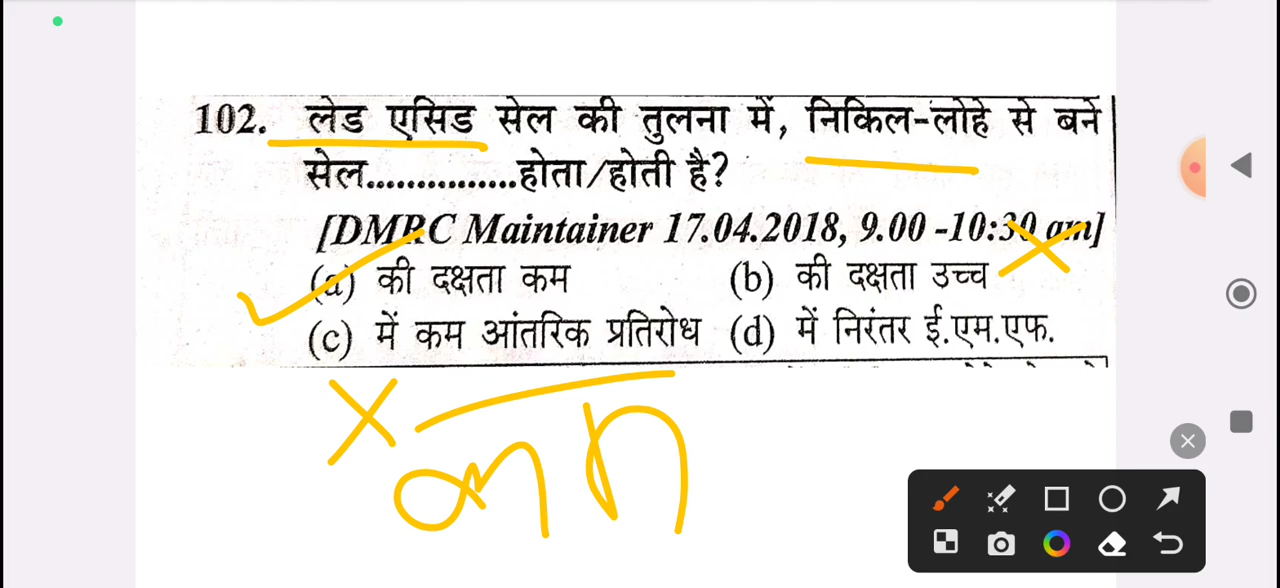 102. लेड एसिड सेल की तुलना में, निकिल-लोहे से बने
सेल...............होता/होती है?
[DMRC Maintainer 17.04.2018, 9.00 -10:30 am]
(a) की दक्षता कम (b) की दक्षता उच्च
(c) में कम आंतरिक प्रतिरोध (d) में निरंतर ई.एम.एफ.